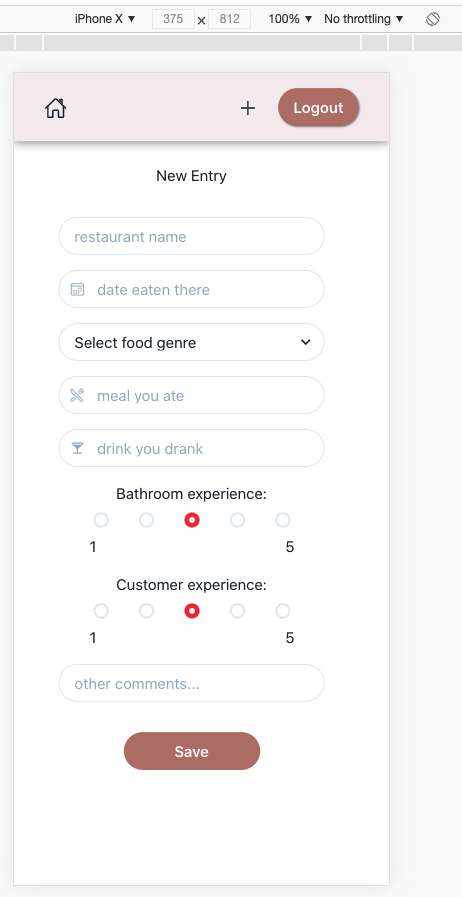 iPhone X ▼ 375 × 812 100% ▼ No throttling ▼
Logout
New Entry
restaurant name
date eaten there
Select food genre
meal you ate
drink you drank
Bathroom experience:
1 5
Customer experience:
1 5
other comments...
Save